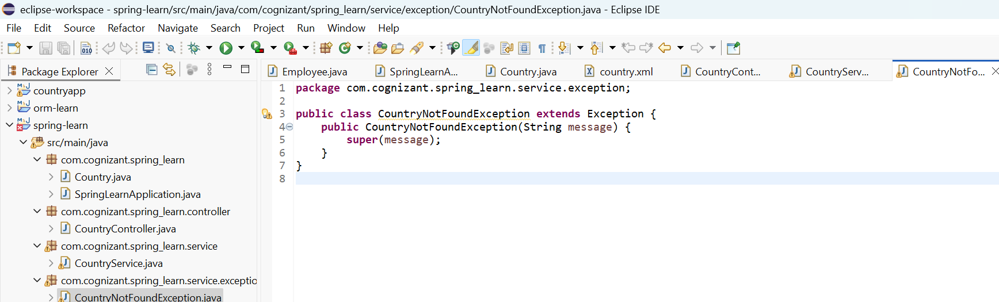 eclipse-workspace - spring-learn/src/main/java/com/cognizant/spring_learn/service/exception/CountryNotFoundException.java - Eclipse IDE
File Edit Source Refactor Navigate Search Project Run Window Help
010
Package Explorer
countryapp
orm-learn
spring-learn
src/main/java
com.cognizant.spring_learn
Country.java
SpringLearnApplication.java
com.cognizant.spring_learn.controller
CountryController.java
com.cognizant.spring_learn.service
CountryService.java
com.cognizant.spring_learn.service.exceptio
CountryNotFoundException.java
Employee.java SpringLearnA... Country.java country.xml CountryCont... CountryServ... CountryNotFo...
1 package com.cognizant.spring_learn.service.exception;
2
3 public class CountryNotFoundException extends Exception {
4 public CountryNotFoundException(String message) {
5 super(message);
6 }
7 }
8